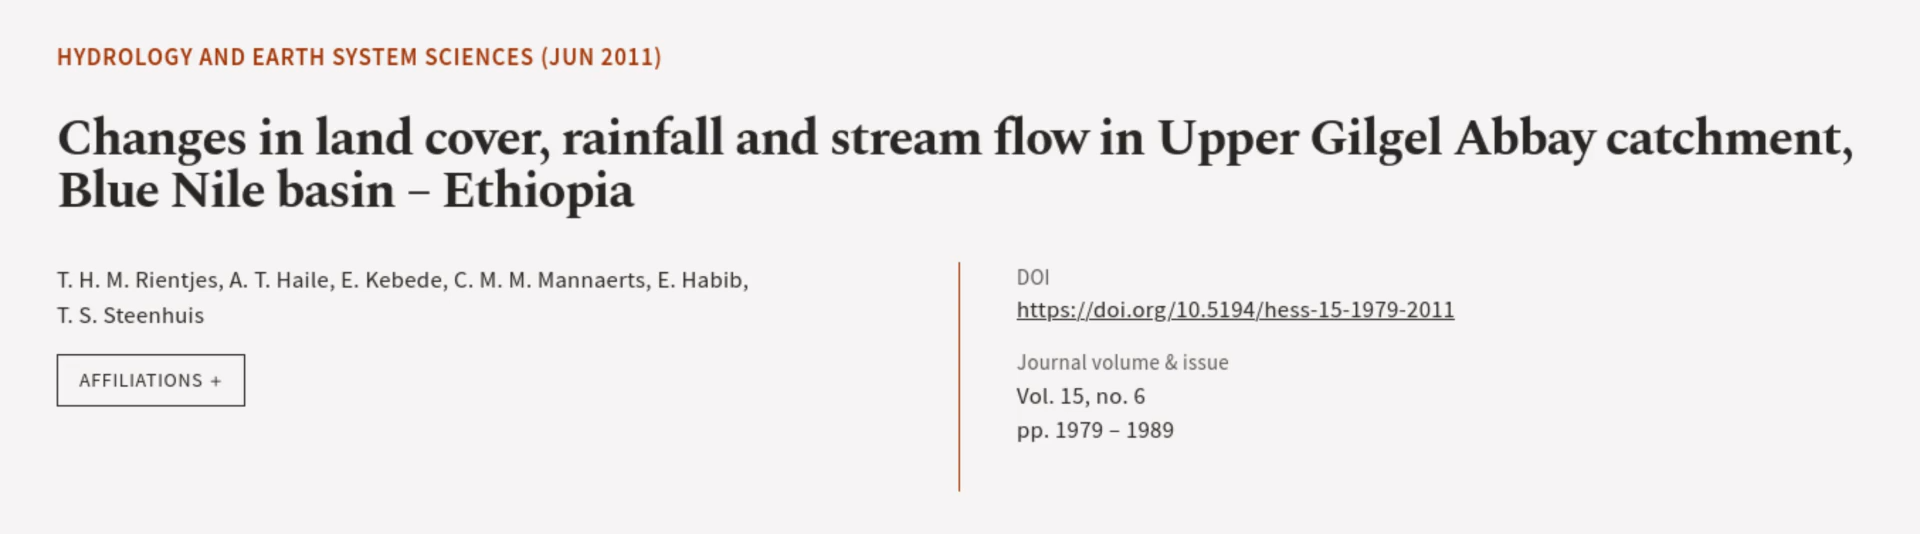 HYDROLOGY AND EARTH SYSTEM SCIENCES (JUN 2011)
Changes in land cover, rainfall and stream flow in Upper Gilgel Abbay catchment,
Blue Nile basin – Ethiopia
T. H. M. Rientjes, A. T. Haile, E. Kebede, C. M. M. Mannaerts, E. Habib,
T. S. Steenhuis
AFFILIATIONS +
DOI
https://doi.org/10.5194/hess-15-1979-2011
Journal volume & issue
Vol. 15, no. 6
pp. 1979 – 1989